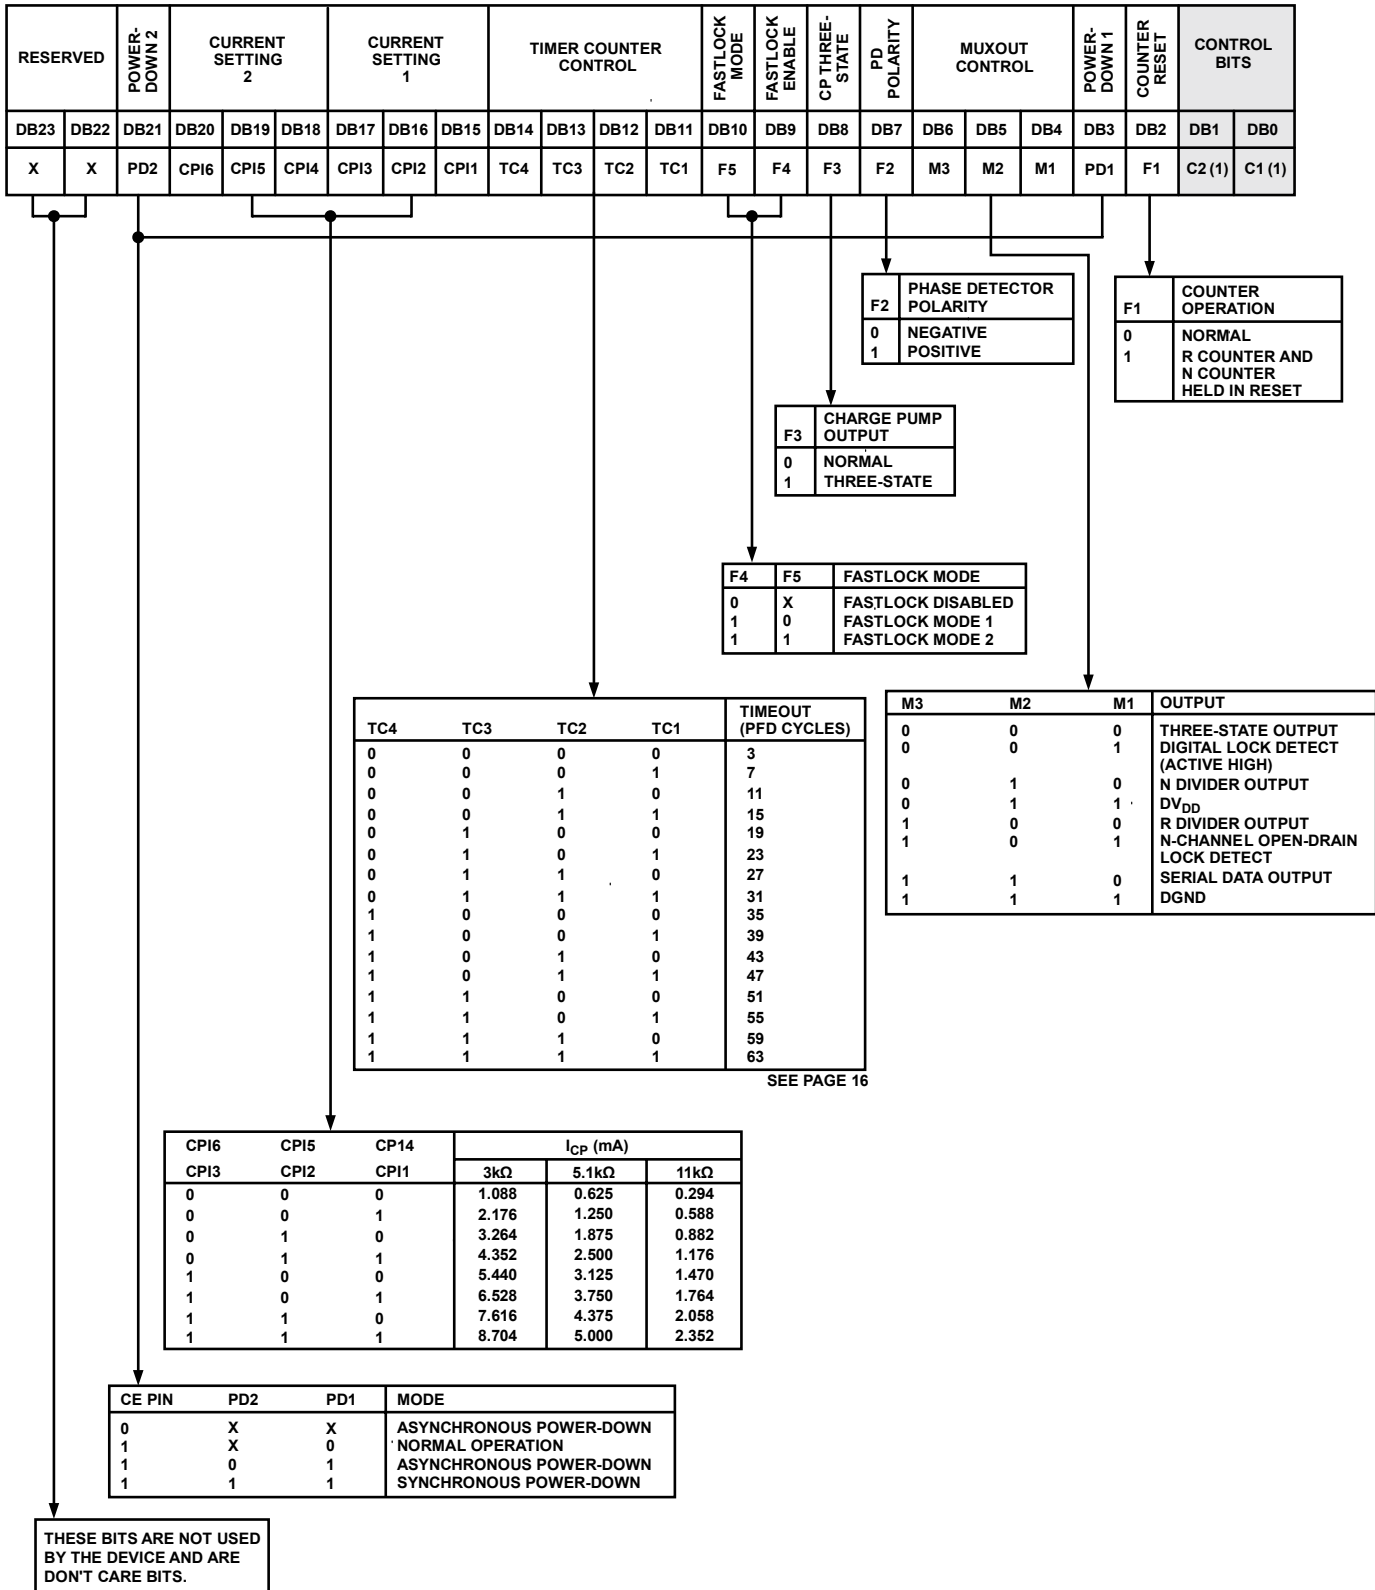 RESERVED
POWER-
DOWN 2
CURRENT
SETTING
2
CURRENT
SETTING
1
TIMER COUNTER
CONTROL
FASTLOCK
MODE
FASTLOCK
ENABLE
CP THREE-
STATE
PD
POLARITY
MUXOUT
CONTROL
POWER-
DOWN 1
COUNTER
RESET
CONTROL
BITS
DB23 DB22 DB21 DB20 DB19 DB18 DB17 DB16 DB15 DB14 DB13 DB12 DB11 DB10 DB9 DB8 DB7 DB6 DB5 DB4 DB3 DB2 DB1 DB0
X X PD2 CPI6 CPI5 CPI4 CPI3 CPI2 CPI1 TC4 TC3 TC2 TC1 F5 F4 F3 F2 M3 M2 M1 PD1 F1 C2 (1) C1 (1)
F2 PHASE DETECTOR
POLARITY
0 NEGATIVE
1 POSITIVE
F1 COUNTER
OPERATION
0 NORMAL
1 R COUNTER AND
N COUNTER
HELD IN RESET
F3 CHARGE PUMP
OUTPUT
0 NORMAL
1 THREE-STATE
F4 F5 FASTLOCK MODE
0 X FASTLOCK DISABLED
1 0 FASTLOCK MODE 1
1 1 FASTLOCK MODE 2
M3 M2 M1 OUTPUT
0 0 0 THREE-STATE OUTPUT
0 0 1 DIGITAL LOCK DETECT
(ACTIVE HIGH)
0 1 0 N DIVIDER OUTPUT
0 1 1 DVDD
1 0 0 R DIVIDER OUTPUT
1 0 1 N-CHANNEL OPEN-DRAIN
LOCK DETECT
1 1 0 SERIAL DATA OUTPUT
1 1 1 DGND
TC4 TC3 TC2 TC1 TIMEOUT
(PFD CYCLES)
0 0 0 0 3
0 0 0 1 7
0 0 1 0 11
0 0 1 1 15
0 1 0 0 19
0 1 0 1 23
0 1 1 0 27
0 1 1 1 31
1 0 0 0 35
1 0 0 1 39
1 0 1 0 43
1 0 1 1 47
1 1 0 0 51
1 1 0 1 55
1 1 1 0 59
1 1 1 1 63
SEE PAGE 16
CPI6 CPI5 CP14 ICP (mA)
CPI3 CPI2 CPI1 3kΩ 5.1kΩ 11kΩ
0 0 0 1.088 0.625 0.294
0 0 1 2.176 1.250 0.588
0 1 0 3.264 1.875 0.882
0 1 1 4.352 2.500 1.176
1 0 0 5.440 3.125 1.470
1 0 1 6.528 3.750 1.764
1 1 0 7.616 4.375 2.058
1 1 1 8.704 5.000 2.352
CE PIN PD2 PD1 MODE
0 X X ASYNCHRONOUS POWER-DOWN
1 X 0 NORMAL OPERATION
1 0 1 ASYNCHRONOUS POWER-DOWN
1 1 1 SYNCHRONOUS POWER-DOWN
THESE BITS ARE NOT USED
BY THE DEVICE AND ARE
DON'T CARE BITS.